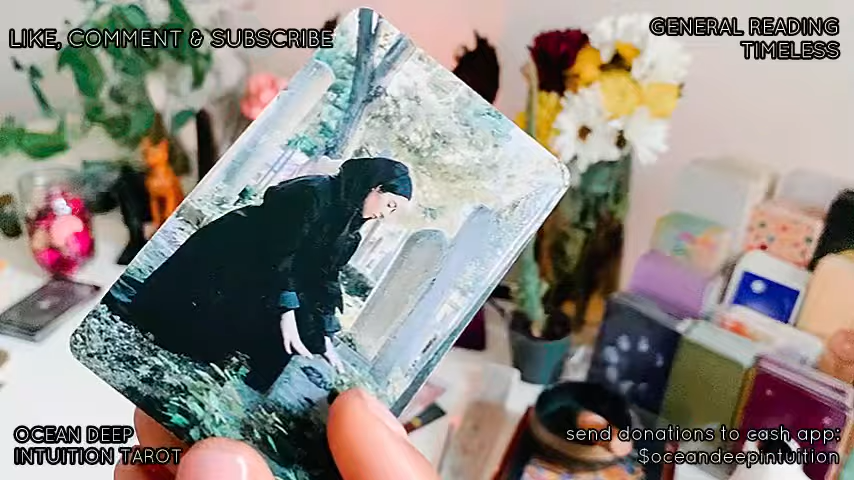 LIKE, COMMENT & SUBSCRIBE
GENERAL READING
TIMELESS
OCEAN DEEP
INTUITION TAROT
send donations to cash app:
$oceandeepintuition